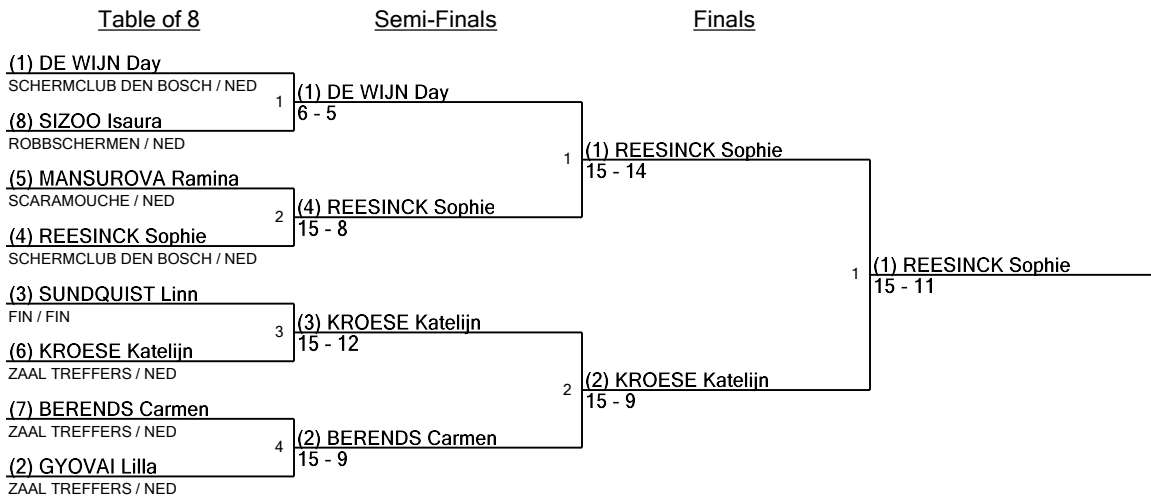 Table of 8
Semi-Finals
Finals
(1) DE WIJN Day
SCHERMCLUB DEN BOSCH / NED
1
(1) DE WIJN Day
6 - 5
(8) SIZOO Isaura
ROBBSCHERMEN / NED
1
(1) REESINCK Sophie
15 - 14
(5) MANSUROVA Ramina
SCARAMOUCHE / NED
2
(4) REESINCK Sophie
15 - 8
(4) REESINCK Sophie
SCHERMCLUB DEN BOSCH / NED
1
(1) REESINCK Sophie
15 - 11
(3) SUNDQUIST Linn
FIN / FIN
3
(3) KROESE Katelijn
15 - 12
(6) KROESE Katelijn
ZAAL TREFFERS / NED
2
(2) KROESE Katelijn
15 - 9
(7) BERENDS Carmen
ZAAL TREFFERS / NED
4
(2) BERENDS Carmen
15 - 9
(2) GYOVAI Lilla
ZAAL TREFFERS / NED